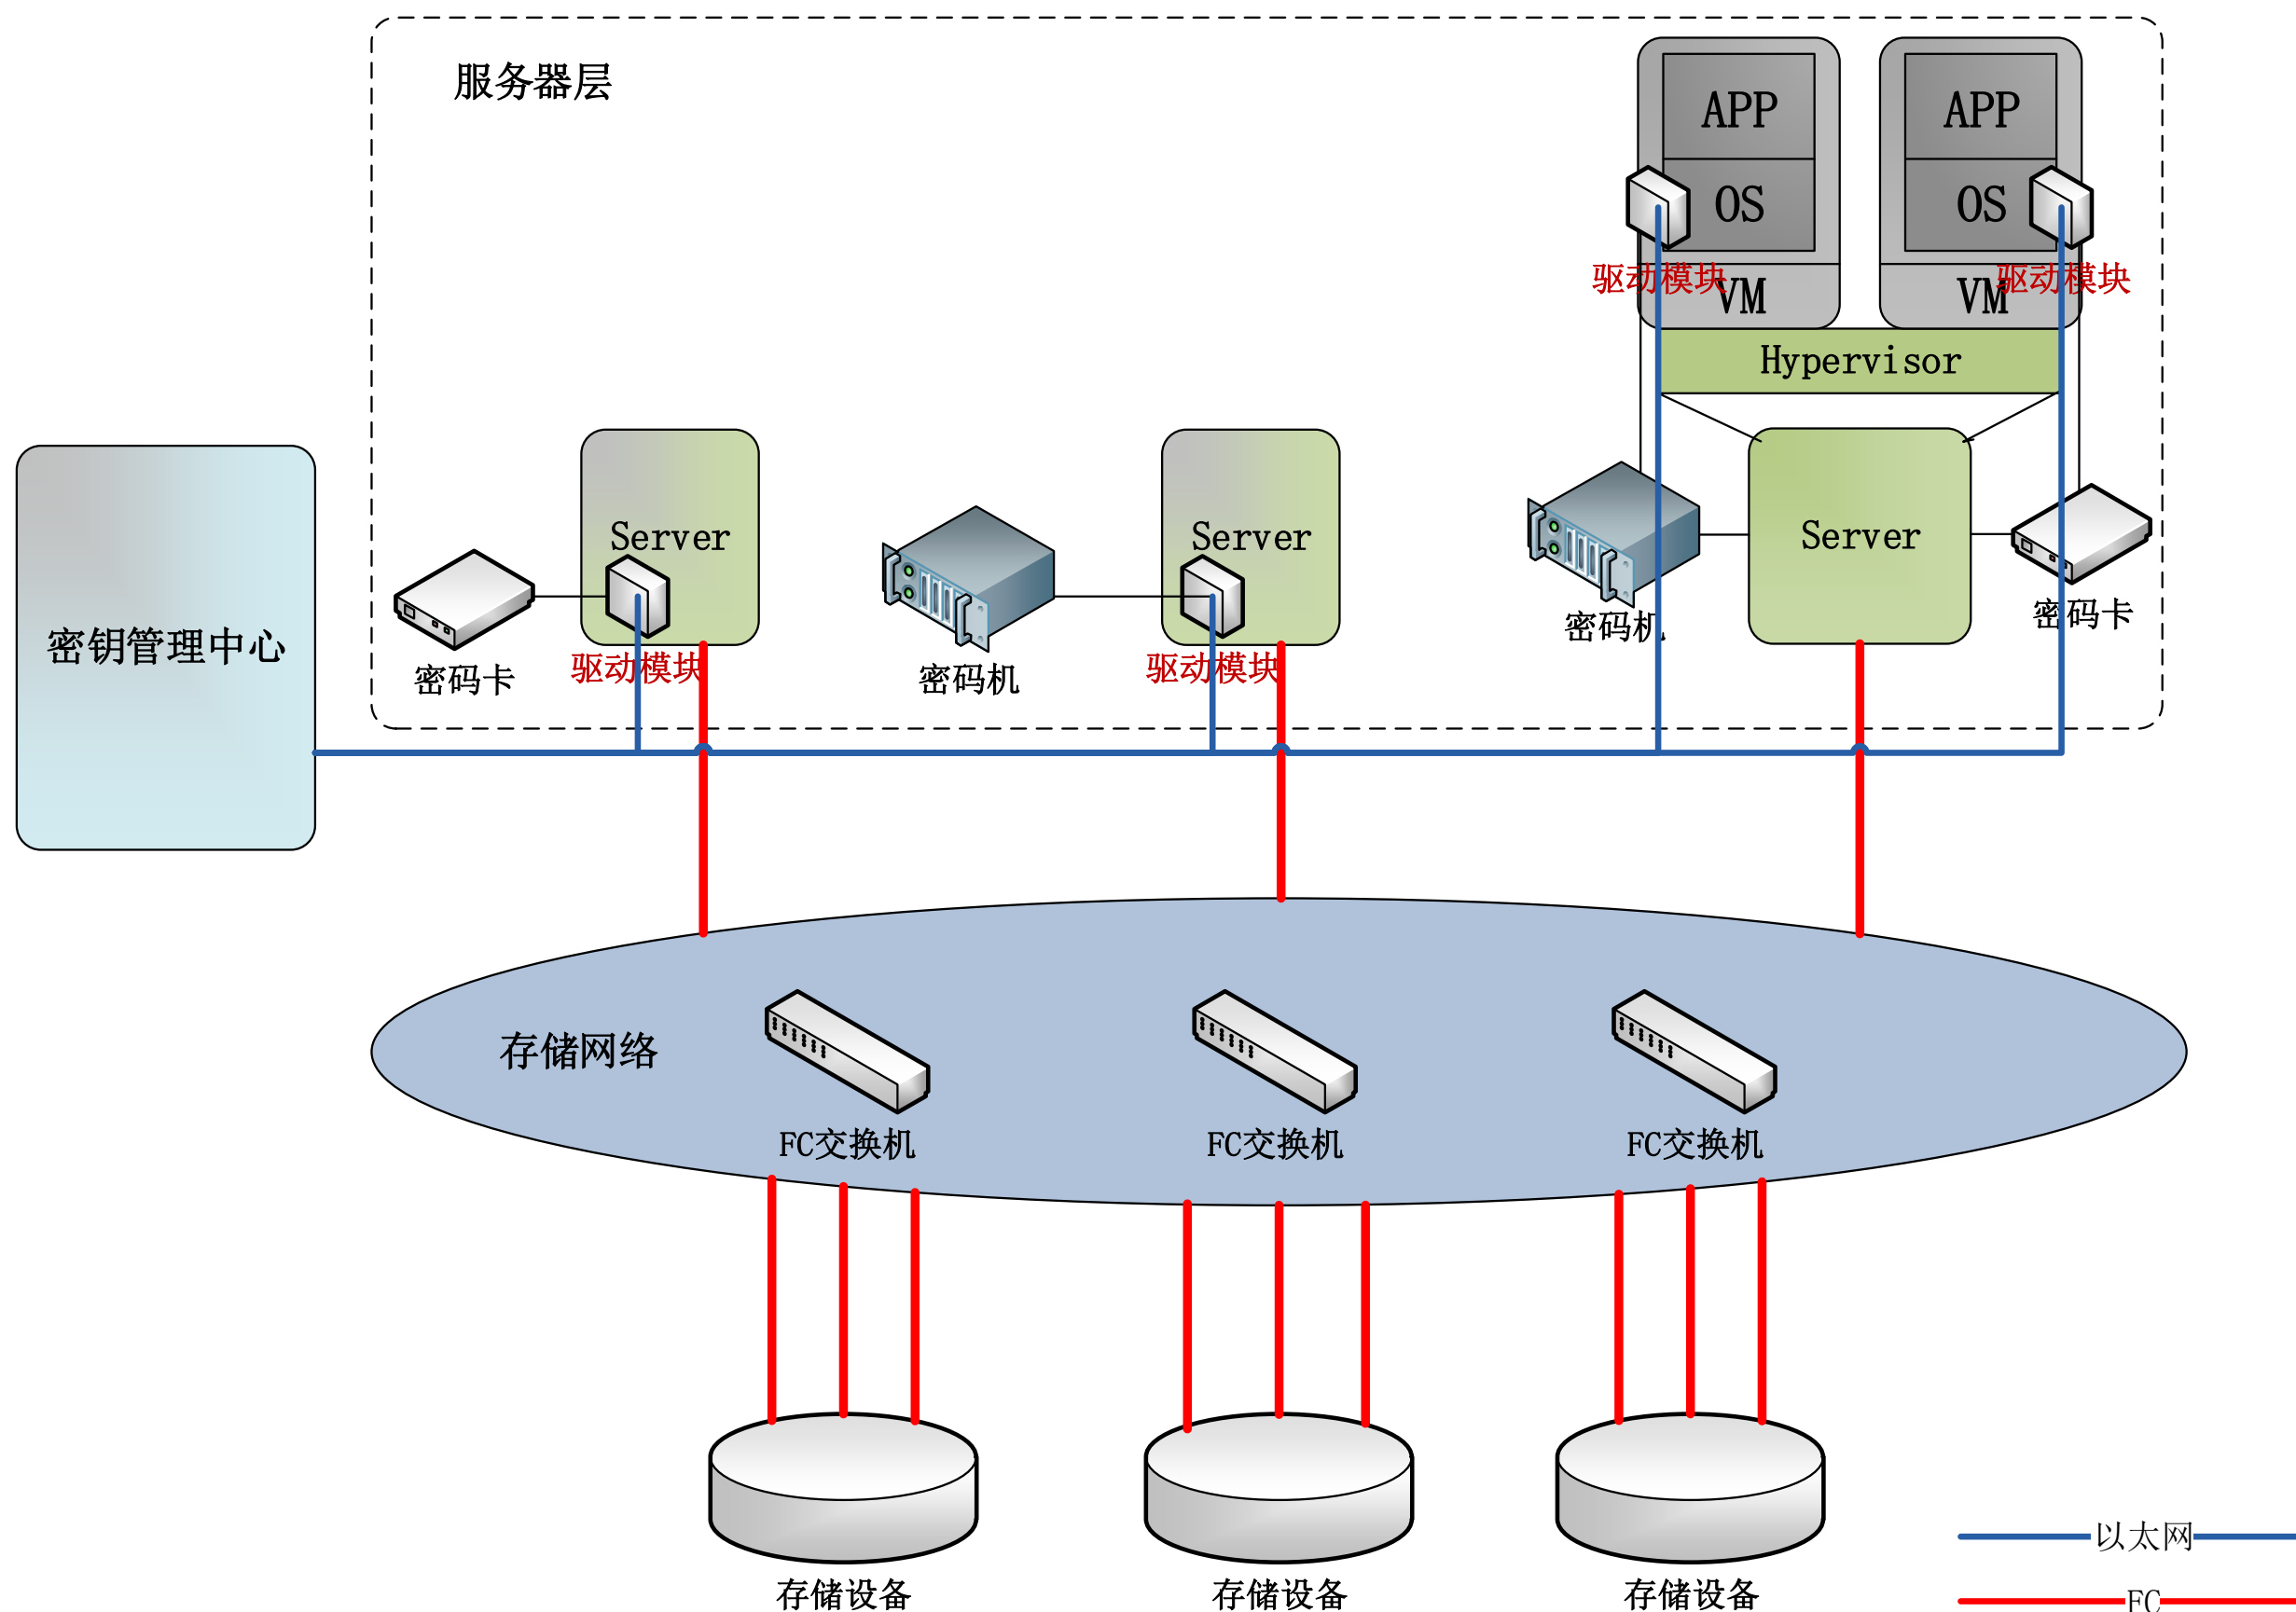 服务器层
APP
APP
OS
OS
驱动模块
驱动模块
VM
VM
Hypervisor
Server
Server
Server
密钥管理中心
密码卡
驱动模块
密码机
驱动模块
密码机
密码卡
存储网络
FC交换机
FC交换机
FC交换机
以太网
存储设备
存储设备
存储设备
FC